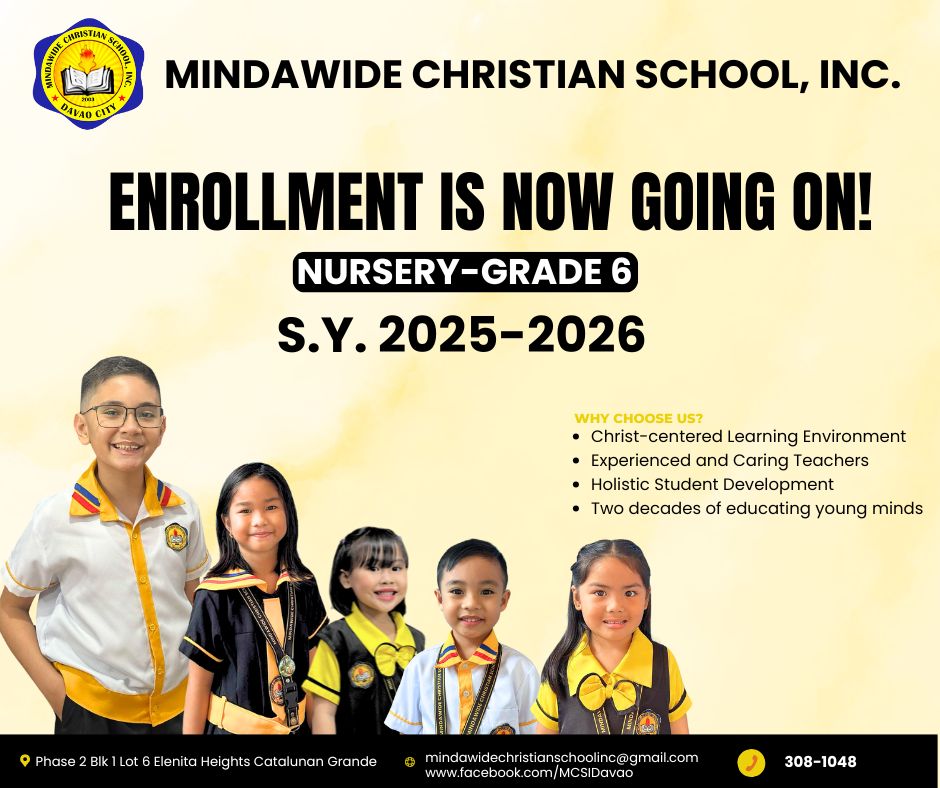 MINDAWIDE CHRISTIAN SCHOOL, INC.
2003
DAVAO CITY
MINDAWIDE CHRISTIAN SCHOOL, INC.
ENROLLMENT IS NOW GOING ON!
NURSERY-GRADE 6
S.Y. 2025-2026
WHY CHOOSE US?
• Christ-centered Learning Environment
• Experienced and Caring Teachers
• Holistic Student Development
• Two decades of educating young minds
Phase 2 Blk 1 Lot 6 Elenita Heights Catalunan Grande
mindawidechristianschoolinc@gmail.com
www.facebook.com/MCSIDavao
308-1048